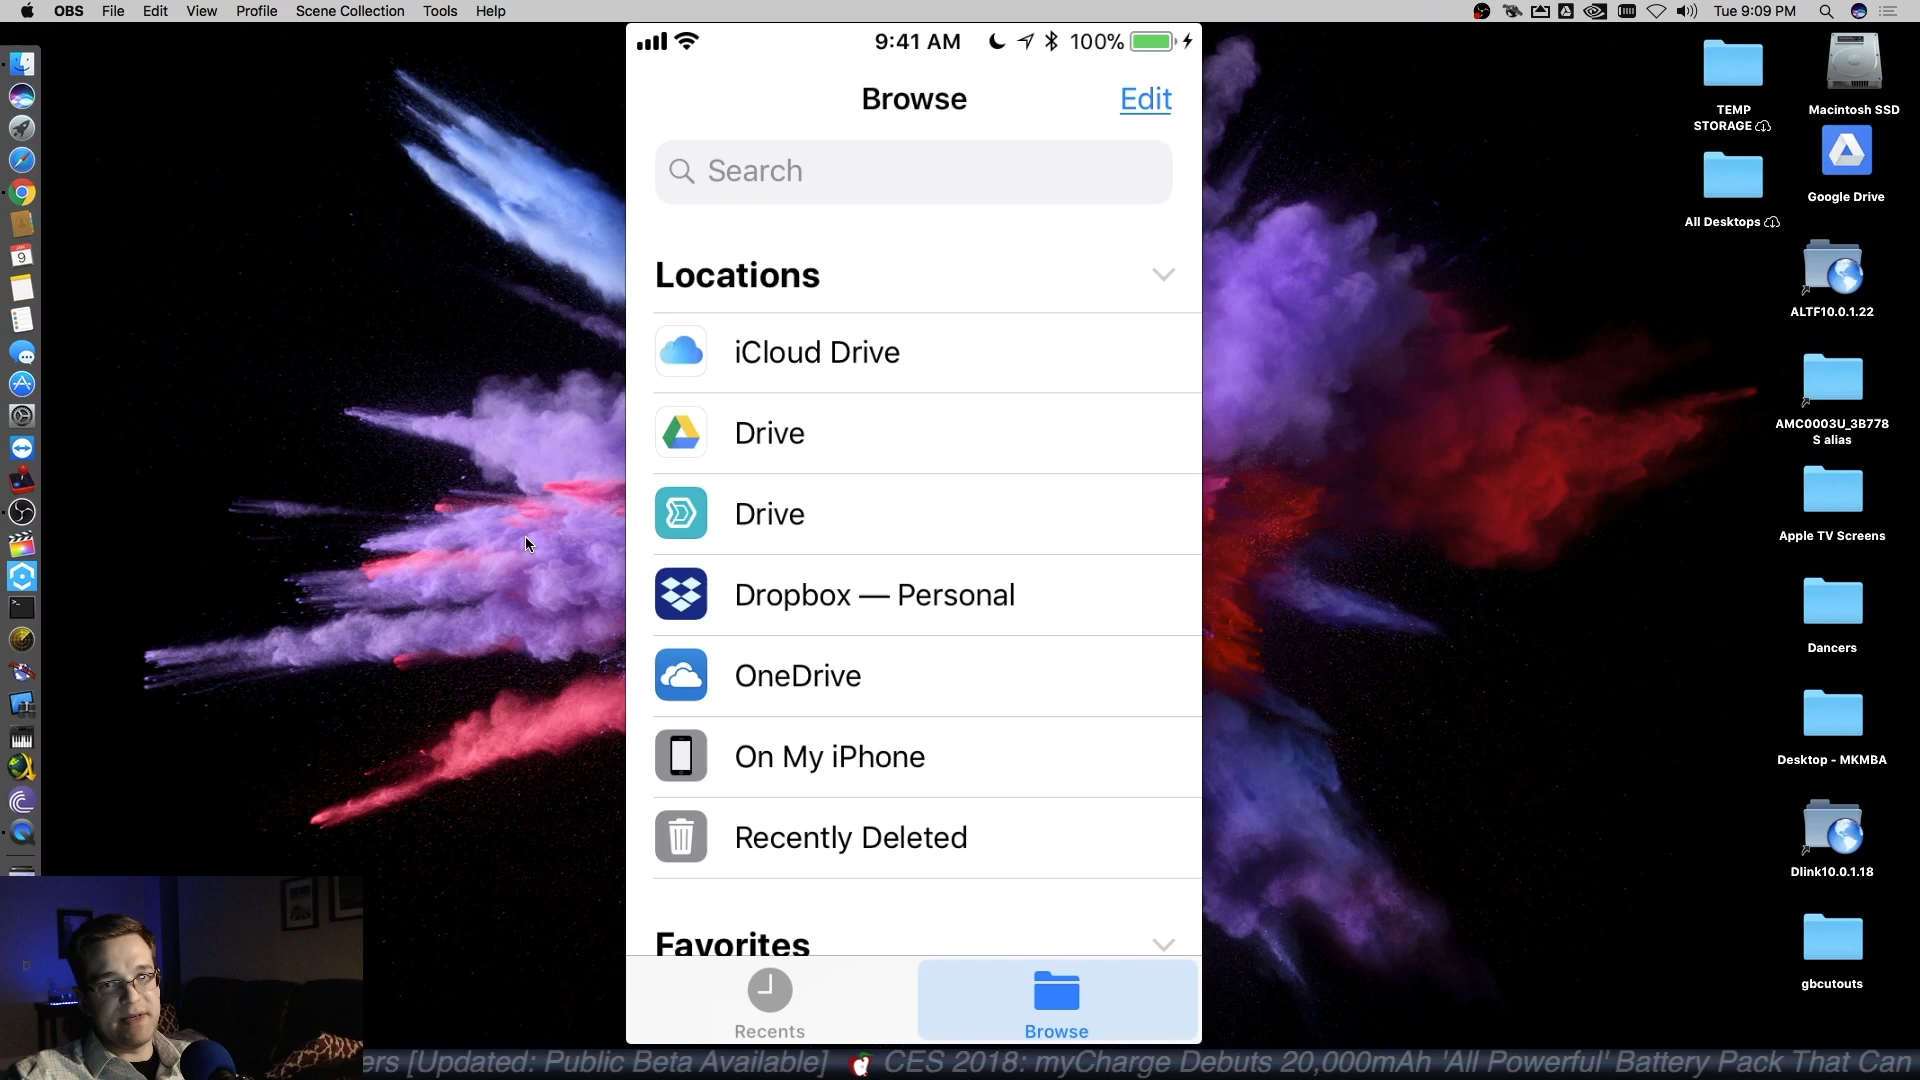 OBS File Edit View Profile Scene Collection Tools Help
Tue 9:09 PM
JAN
9
9:41 AM 100%
Browse
Edit
Search
Locations
iCloud Drive
Drive
Drive
Dropbox — Personal
OneDrive
On My iPhone
Recently Deleted
Favorites
Recents
Browse
TEMP
STORAGE
Macintosh SSD
All Desktops
Google Drive
ALTF10.0.1.22
AMC0003U_3B778
S alias
Apple TV Screens
Dancers
Desktop - MKMBA
Dlink10.0.1.18
gbcutouts
ers [Updated: Public Beta Available] CES 2018: myCharge Debuts 20,000mAh 'All Powerful' Battery Pack That Can